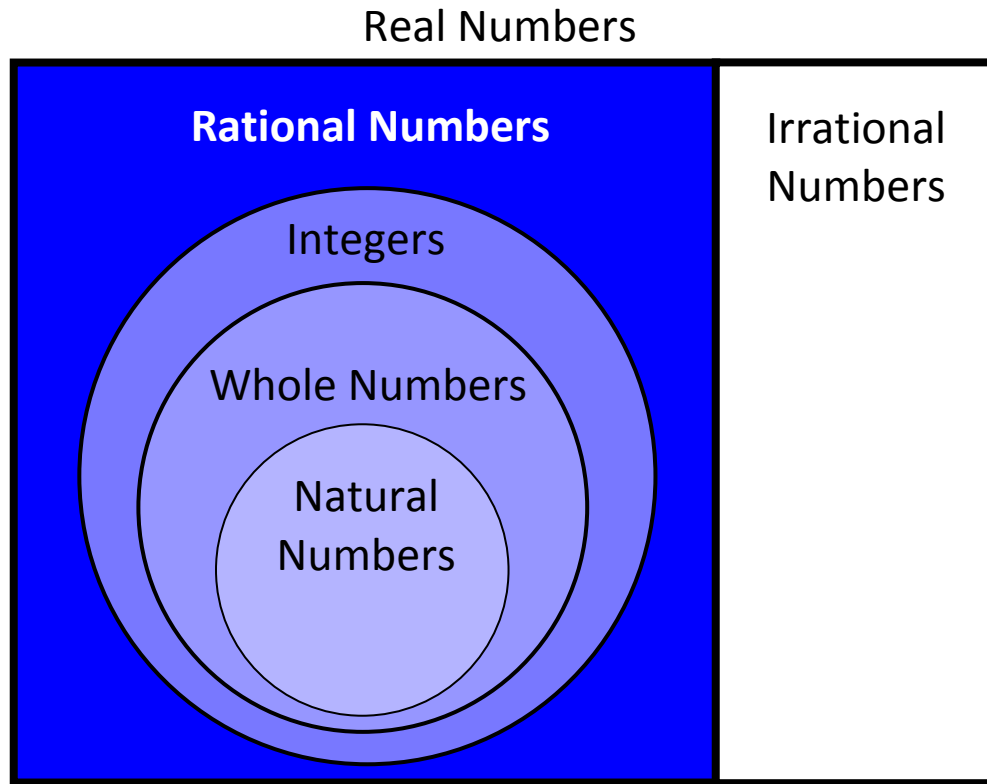 Real Numbers
Rational Numbers
Irrational
Numbers
Integers
Whole Numbers
Natural
Numbers